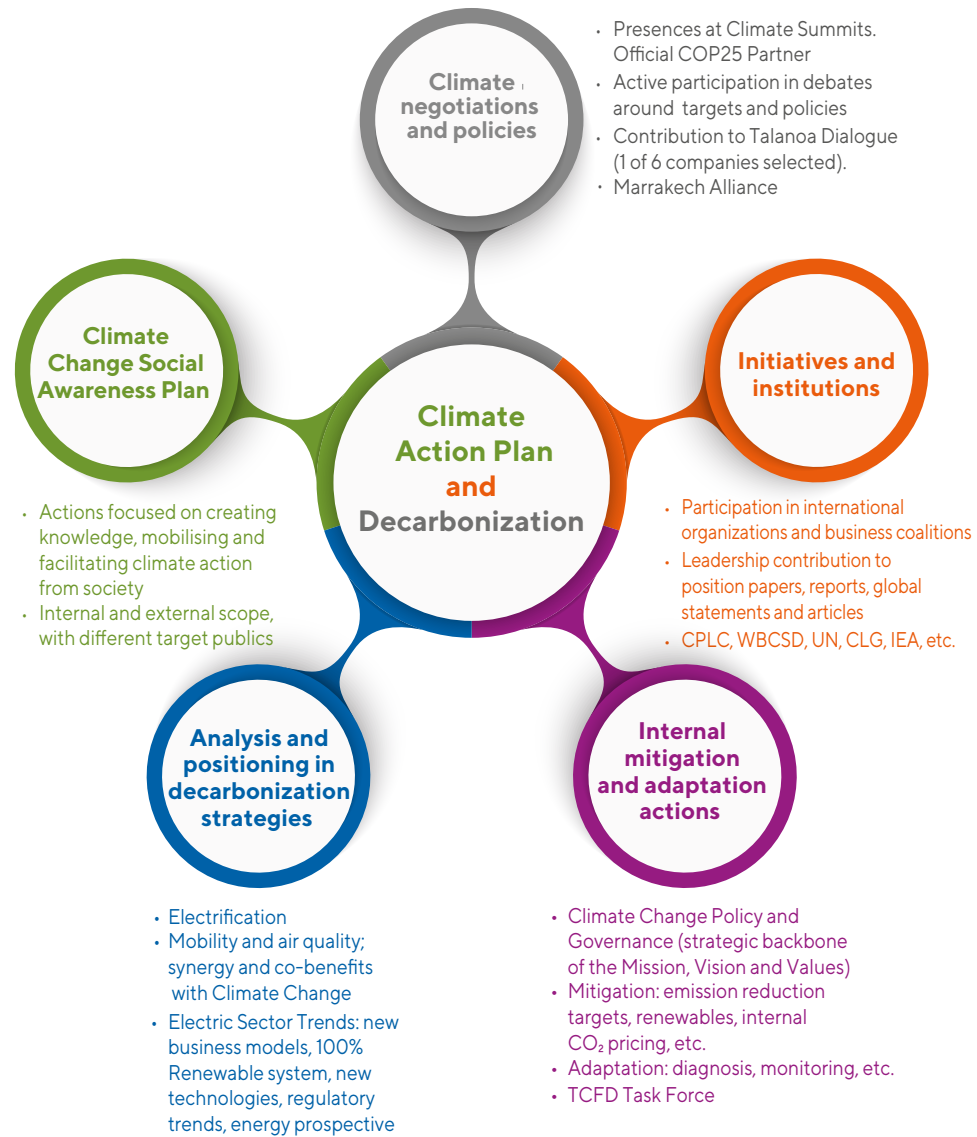 Climate
negotiations
and policies
• Presences at Climate Summits.
Official COP25 Partner
• Active participation in debates
around targets and policies
• Contribution to Talanoa Dialogue
(1 of 6 companies selected).
• Marrakech Alliance
Climate
Change Social
Awareness Plan
• Actions focused on creating
knowledge, mobilising and
facilitating climate action
from society
• Internal and external scope,
with different target publics
Climate
Action Plan
and
Decarbonization
Initiatives and
institutions
• Participation in international
organizations and business coalitions
• Leadership contribution to
position papers, reports, global
statements and articles
• CPLC, WBCSD, UN, CLG, IEA, etc.
Analysis and
positioning in
decarbonization
strategies
• Electrification
• Mobility and air quality;
synergy and co-benefits
with Climate Change
• Electric Sector Trends: new
business models, 100%
Renewable system, new
technologies, regulatory
trends, energy prospective
Internal
mitigation
and adaptation
actions
• Climate Change Policy and
Governance (strategic backbone
of the Mission, Vision and Values)
• Mitigation: emission reduction
targets, renewables, internal
CO₂ pricing, etc.
• Adaptation: diagnosis, monitoring, etc.
• TCFD Task Force